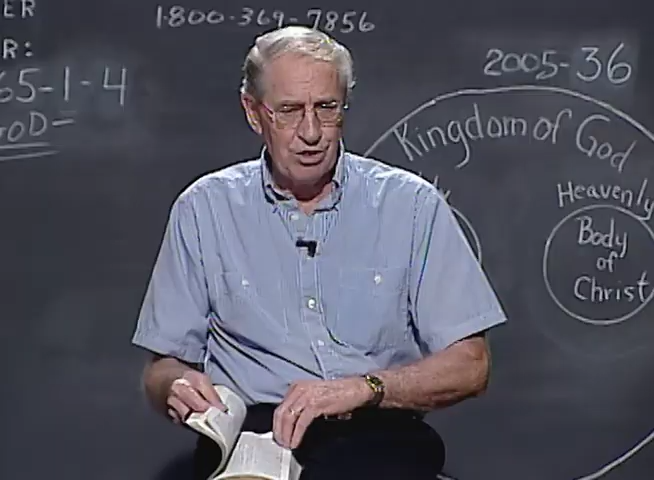 ER
1-800-369-7856
R:
65-1-4
GOD=
2005-36
Kingdom of God
Heavenly
Body
of
Christ